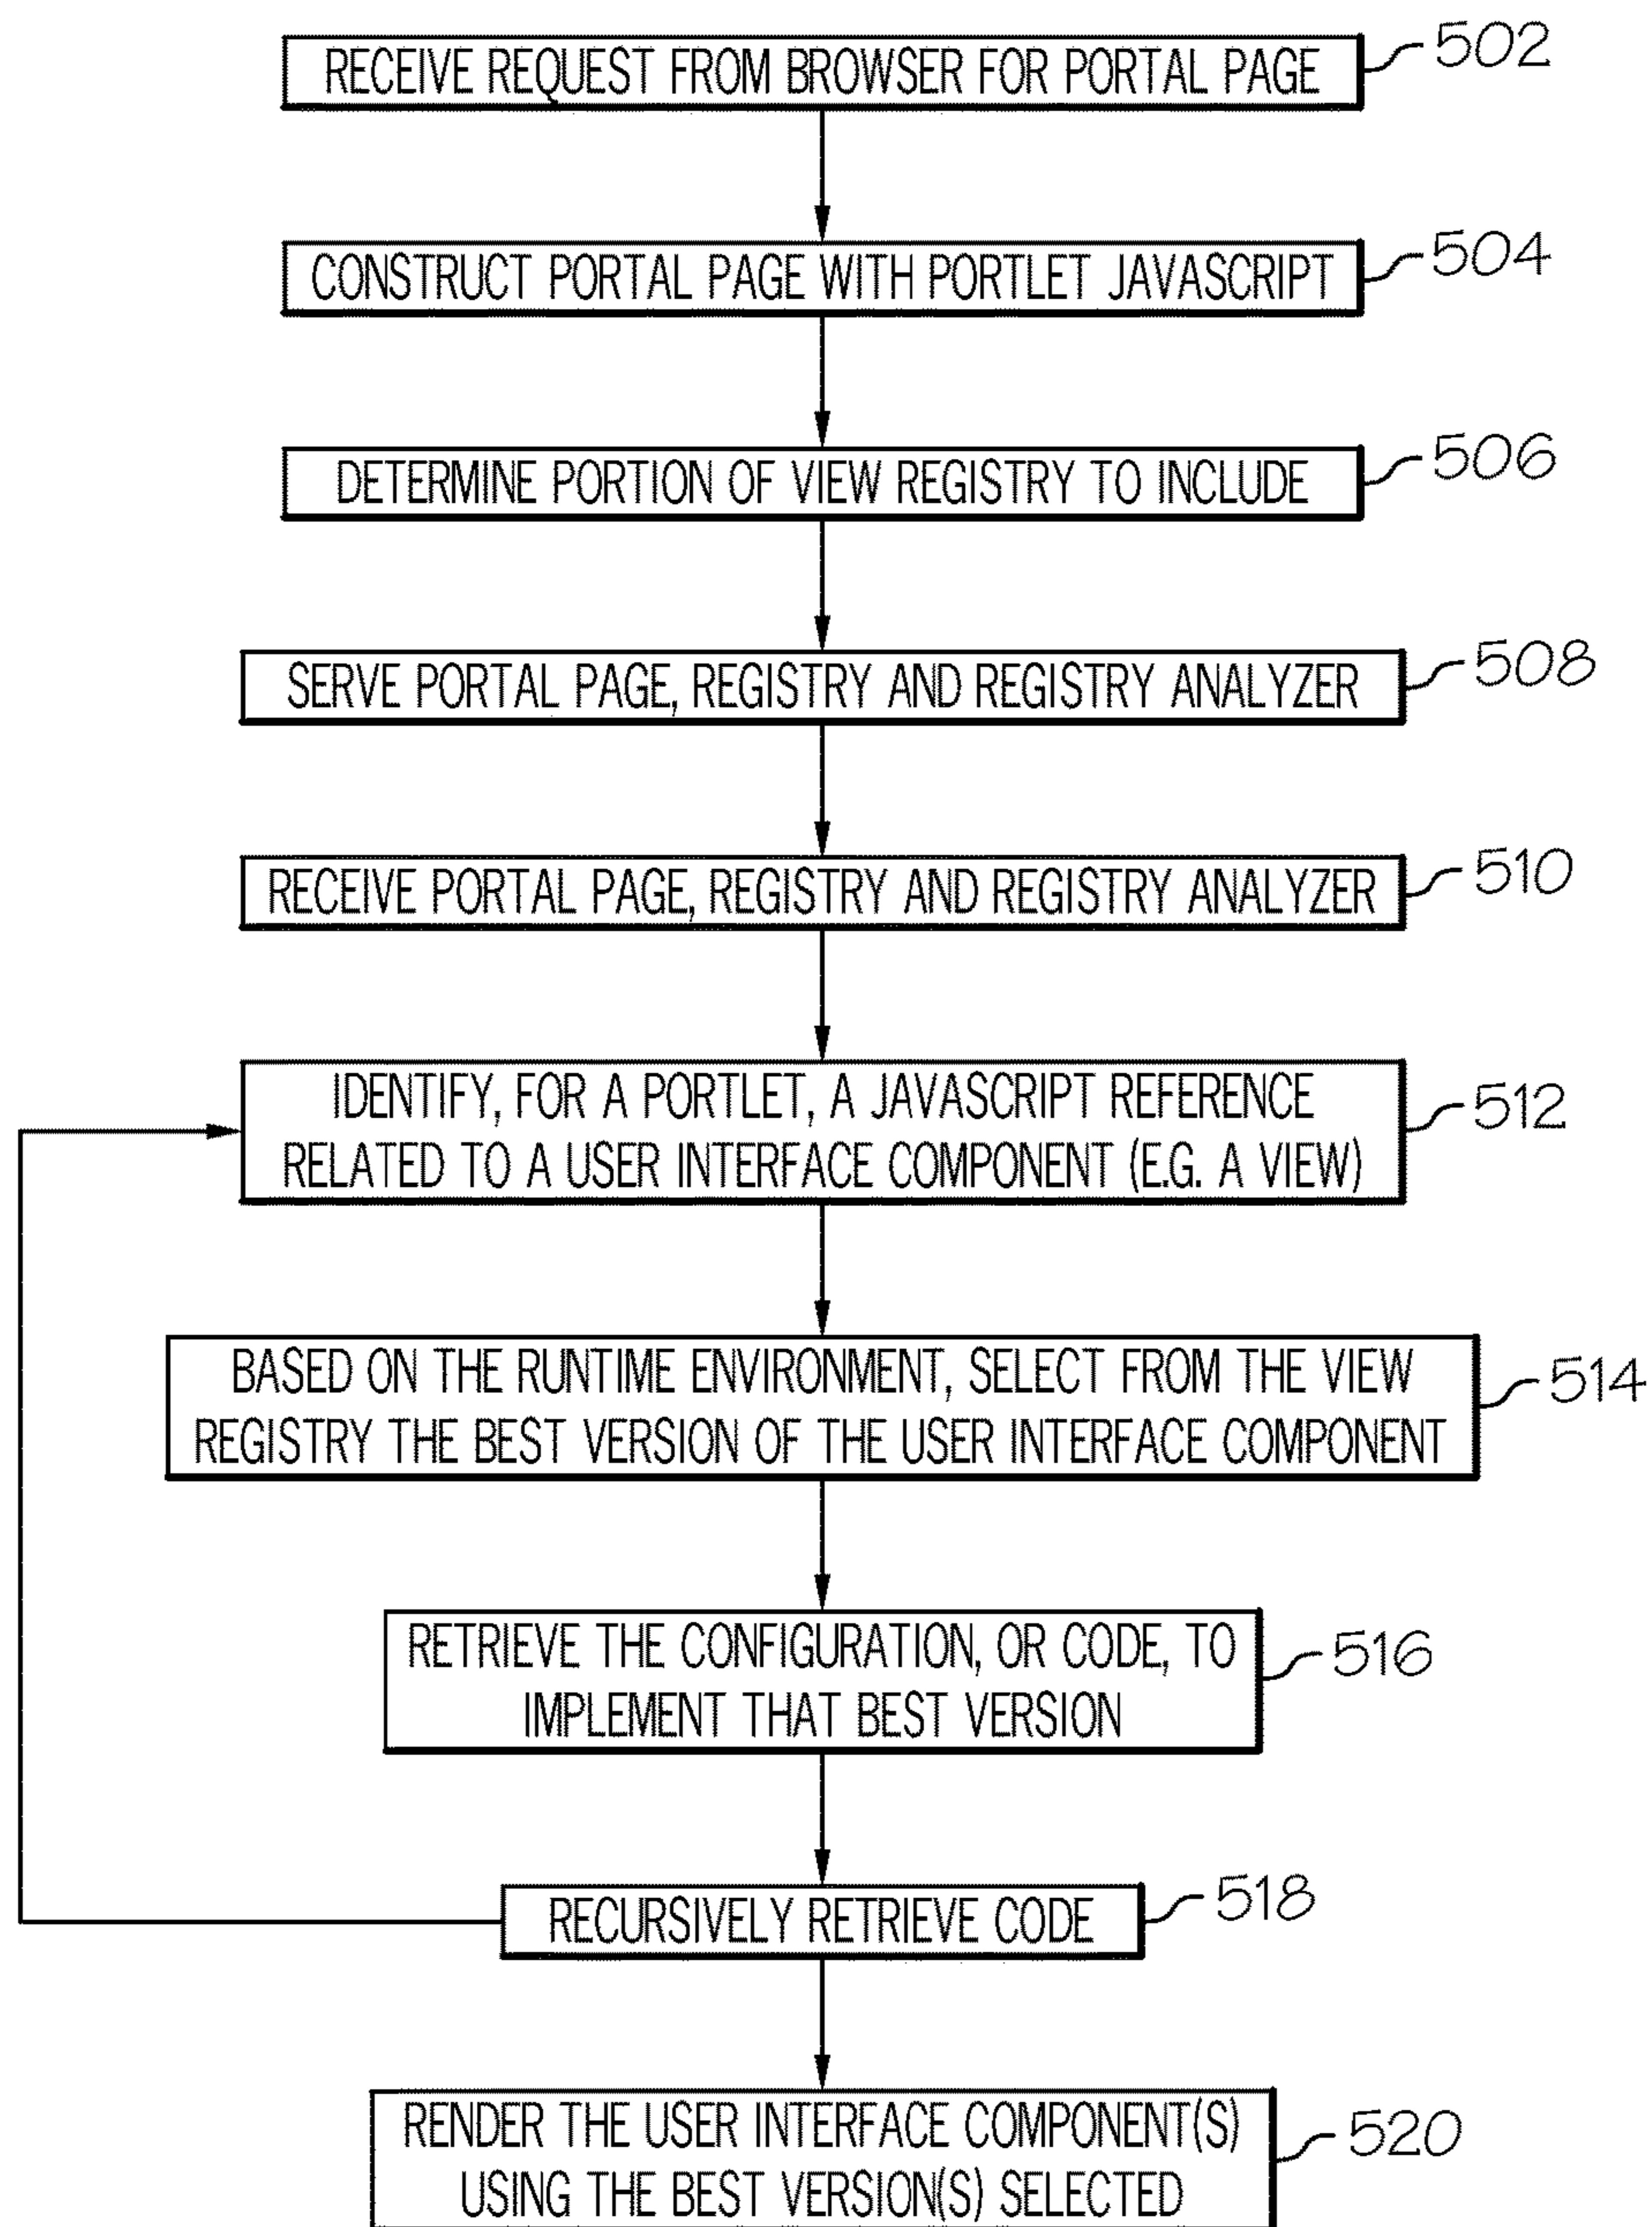 RECEIVE REQUEST FROM BROWSER FOR PORTAL PAGE
502
CONSTRUCT PORTAL PAGE WITH PORTLET JAVASCRIPT
504
DETERMINE PORTION OF VIEW REGISTRY TO INCLUDE
506
SERVE PORTAL PAGE, REGISTRY AND REGISTRY ANALYZER
508
RECEIVE PORTAL PAGE, REGISTRY AND REGISTRY ANALYZER
510
IDENTIFY, FOR A PORTLET, A JAVASCRIPT REFERENCE
RELATED TO A USER INTERFACE COMPONENT (E.G. A VIEW)
512
BASED ON THE RUNTIME ENVIRONMENT, SELECT FROM THE VIEW
REGISTRY THE BEST VERSION OF THE USER INTERFACE COMPONENT
514
RETRIEVE THE CONFIGURATION, OR CODE, TO
IMPLEMENT THAT BEST VERSION
516
RECURSIVELY RETRIEVE CODE
518
RENDER THE USER INTERFACE COMPONENT(S)
USING THE BEST VERSION(S) SELECTED
520